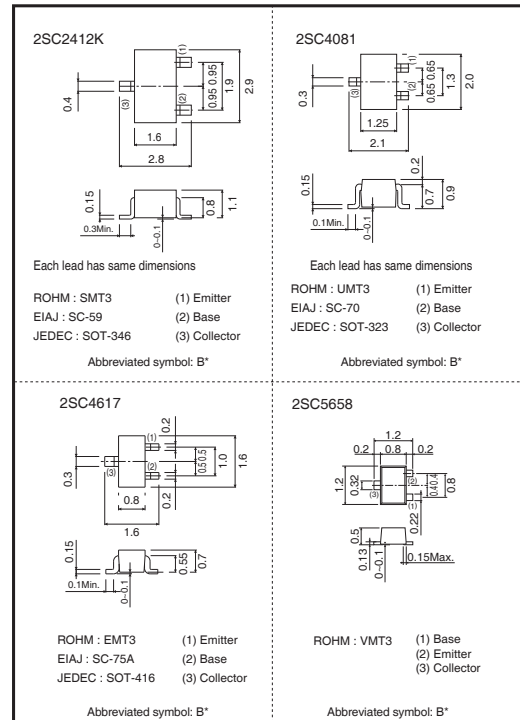 2SC2412K
(1)
0.4
(3)
(2)
0.95 0.95
1.9
2.9
1.6
2.8
0.15
0.3Min.
0~0.1
0.8
1.1
Each lead has same dimensions
ROHM : SMT3 (1) Emitter
EIAJ : SC-59 (2) Base
JEDEC : SOT-346 (3) Collector
Abbreviated symbol: B*
2SC4081
(1)
0.3
(3)
(2)
0.65 0.65
1.3
2.0
1.25
2.1
0.2
0.15
0.1Min.
0~0.1
0.7
0.9
Each lead has same dimensions
ROHM : UMT3 (1) Emitter
EIAJ : SC-70 (2) Base
JEDEC : SOT-323 (3) Collector
Abbreviated symbol: B*
2SC4617
0.2
(1)
0.3
(3)
(2)
0.5 0.5
1.0
1.6
0.8
0.2
1.6
0.15
0.1Min.
0~0.1
0.55
0.7
ROHM : EMT3 (1) Emitter
EIAJ : SC-75A (2) Base
JEDEC : SOT-416 (3) Collector
Abbreviated symbol: B*
2SC5658
1.2
0.2 0.8 0.2
1.2
0.32
(3)
(2)
(1)
0.4 0.4
0.8
0.22
0.5
0.13
0~0.1
0.15Max.
ROHM : VMT3 (1) Base
(2) Emitter
(3) Collector
Abbreviated symbol: B*